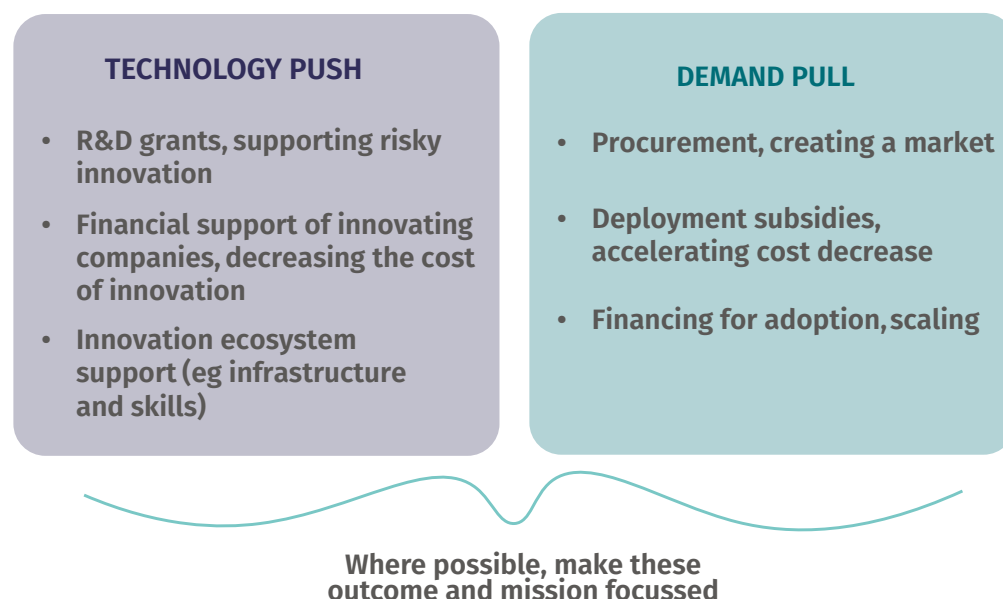 TECHNOLOGY PUSH
• R&D grants, supporting risky
innovation
• Financial support of innovating
companies, decreasing the cost
of innovation
• Innovation ecosystem
support (eg infrastructure
and skills)
DEMAND PULL
• Procurement, creating a market
• Deployment subsidies,
accelerating cost decrease
• Financing for adoption, scaling
Where possible, make these
outcome and mission focussed